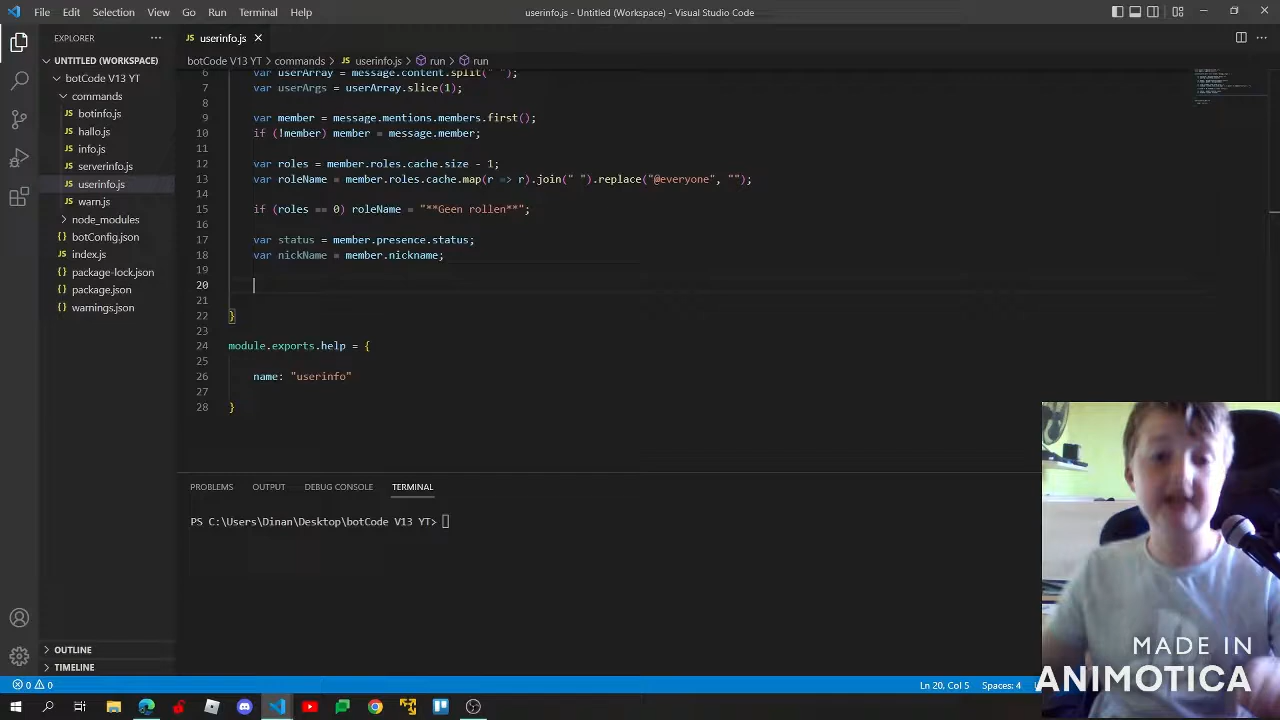 File Edit Selection View Go Run Terminal Help
userinfo.js - Untitled (Workspace) - Visual Studio Code
EXPLORER
UNTITLED (WORKSPACE)
botCode V13 YT
commands
botinfo.js
hallo.js
info.js
serverinfo.js
userinfo.js
warn.js
node_modules
botConfig.json
index.js
package-lock.json
package.json
warnings.json
OUTLINE
TIMELINE
userinfo.js
botCode V13 YT > commands > userinfo.js > run > run
6 var userArray = message.content.split(" ");
7 var userArgs = userArray.slice(1);
8
9 var member = message.mentions.members.first();
10 if (!member) member = message.member;
11
12 var roles = member.roles.cache.size - 1;
13 var roleName = member.roles.cache.map(r => r).join(" ").replace("@everyone", "");
14
15 if (roles == 0) roleName = "**Geen rollen**";
16
17 var status = member.presence.status;
18 var nickName = member.nickname;
19
20
21
22 }
23
24 module.exports.help = {
25
26 name: "userinfo"
27
28 }
PROBLEMS OUTPUT DEBUG CONSOLE TERMINAL
PS C:\Users\Dinan\Desktop\botCode V13 YT>
MADE IN
ANIMOTICA
0 0
Ln 20, Col 5 Spaces: 4